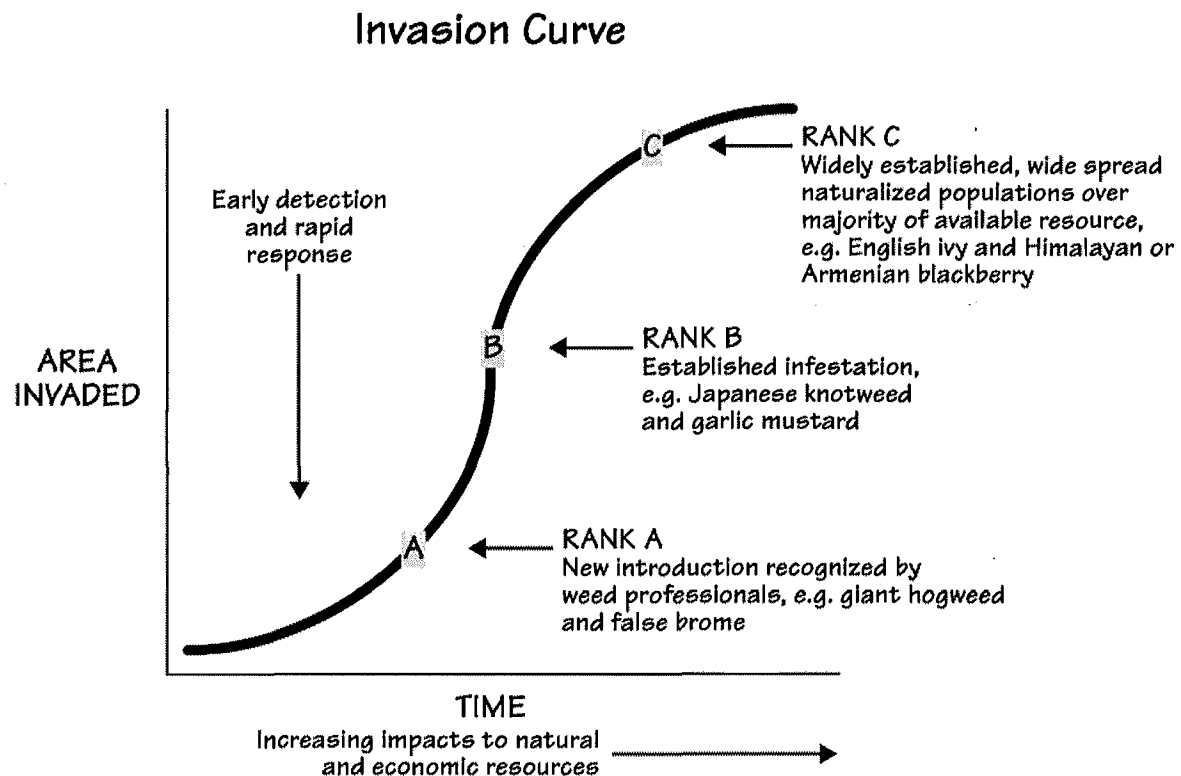 Invasion Curve
Early detection
and rapid
response
AREA
INVADED
C
RANK C
Widely established, wide spread
naturalized populations over
majority of available resource,
e.g. English ivy and Himalayan or
Armenian blackberry
B
RANK B
Established infestation,
e.g. Japanese knotweed
and garlic mustard
A
RANK A
New introduction recognized by
weed professionals, e.g. giant hogweed
and false brome
TIME
Increasing impacts to natural
and economic resources